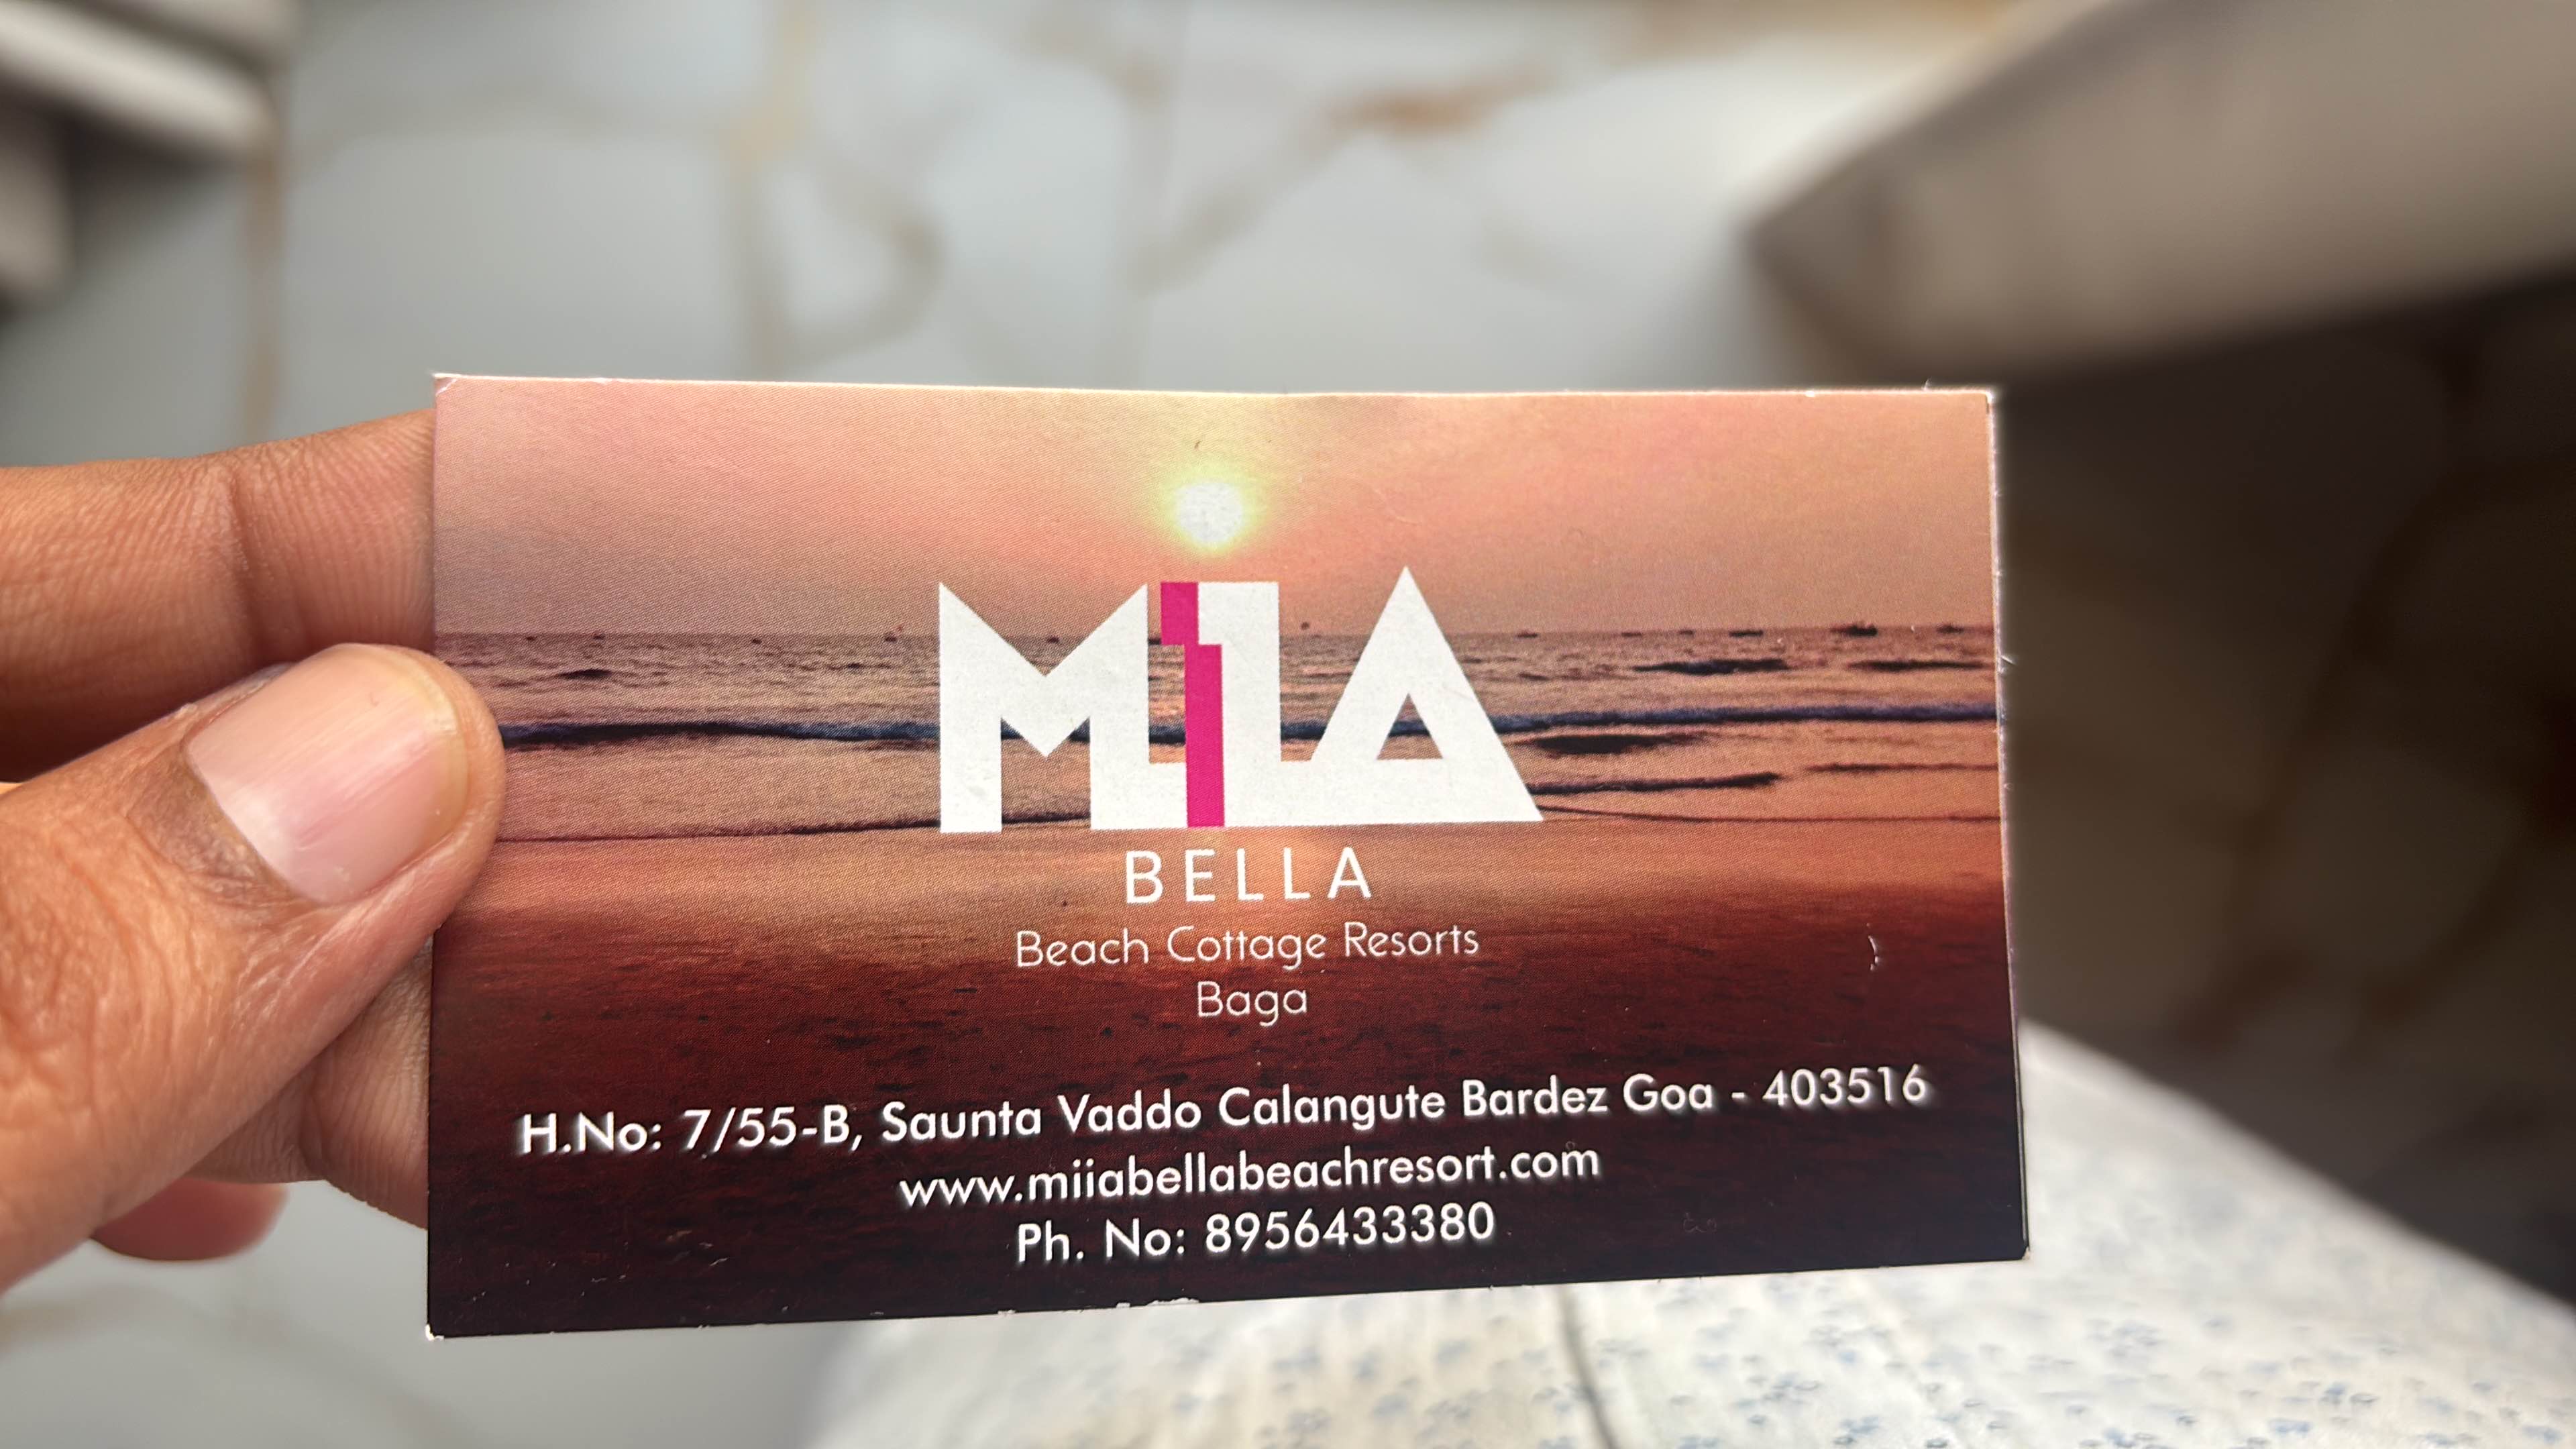 MIIA
BELLA
Beach Cottage Resorts
Baga
H.No: 7/55-B, Saunta Vaddo Calangute Bardez Goa - 403516
www.miiabellabeachresort.com
Ph. No: 8956433380